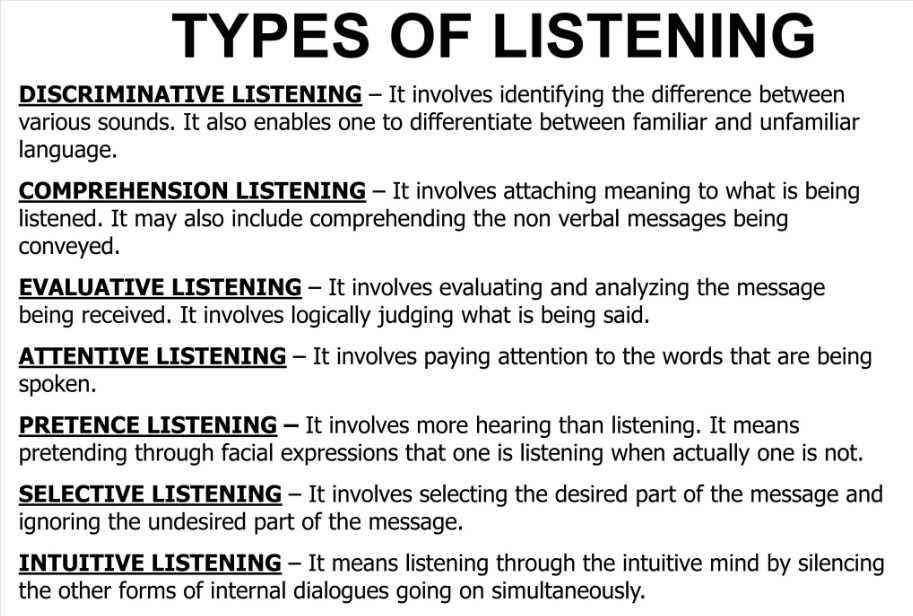 TYPES OF LISTENING
DISCRIMINATIVE LISTENING – It involves identifying the difference between
various sounds. It also enables one to differentiate between familiar and unfamiliar
language.
COMPREHENSION LISTENING – It involves attaching meaning to what is being
listened. It may also include comprehending the non verbal messages being
conveyed.
EVALUATIVE LISTENING – It involves evaluating and analyzing the message
being received. It involves logically judging what is being said.
ATTENTIVE LISTENING – It involves paying attention to the words that are being
spoken.
PRETENCE LISTENING – It involves more hearing than listening. It means
pretending through facial expressions that one is listening when actually one is not.
SELECTIVE LISTENING – It involves selecting the desired part of the message and
ignoring the undesired part of the message.
INTUITIVE LISTENING – It means listening through the intuitive mind by silencing
the other forms of internal dialogues going on simultaneously.